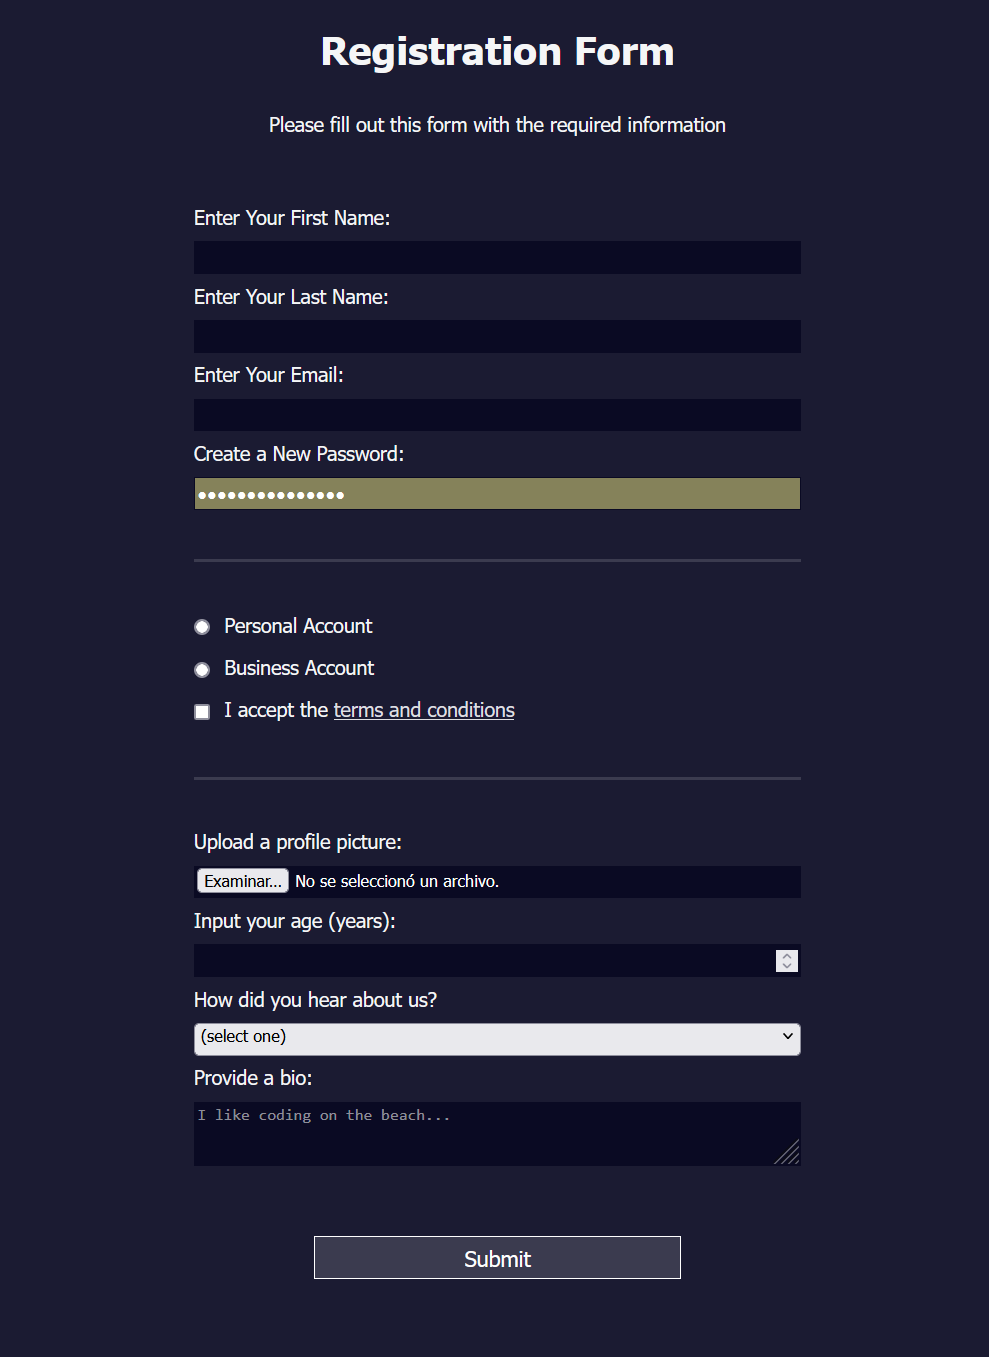 Registration Form
Please fill out this form with the required information
Enter Your First Name:
Enter Your Last Name:
Enter Your Email:
Create a New Password:
•••••••••••••••
Personal Account
Business Account
I accept the terms and conditions
Upload a profile picture:
Examinar... No se seleccionó un archivo.
Input your age (years):
How did you hear about us?
(select one)
Provide a bio:
I like coding on the beach...
Submit